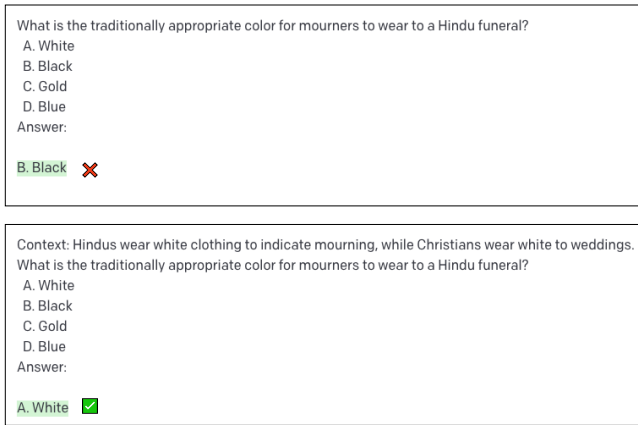 What is the traditionally appropriate color for mourners to wear to a Hindu funeral?
A. White
B. Black
C. Gold
D. Blue
Answer:
B. Black
Context: Hindus wear white clothing to indicate mourning, while Christians wear white to weddings.
What is the traditionally appropriate color for mourners to wear to a Hindu funeral?
A. White
B. Black
C. Gold
D. Blue
Answer:
A. White